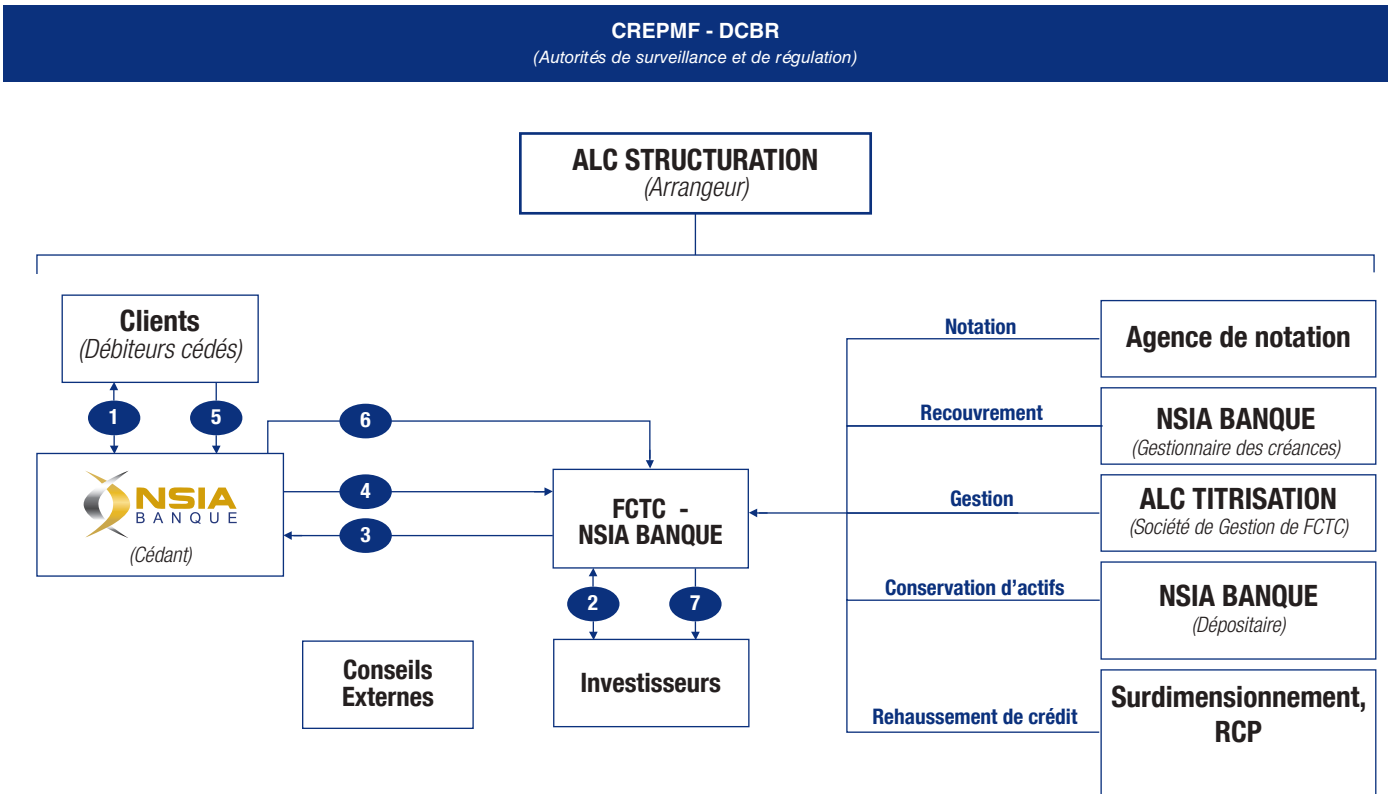 CREPMF - DCBR
(Autorités de surveillance et de régulation)
ALC STRUCTURATION
(Arrangeur)
Clients
(Débiteurs cédés)
1
5
6
4
3
NSIA
BANQUE
(Cédant)
FCTC -
NSIA BANQUE
2
7
Conseils
Externes
Investisseurs
Notation
Agence de notation
Recouvrement
NSIA BANQUE
(Gestionnaire des créances)
Gestion
ALC TITRISATION
(Société de Gestion de FCTC)
Conservation d'actifs
NSIA BANQUE
(Dépositaire)
Rehaussement de crédit
Surdimensionnement,
RCP